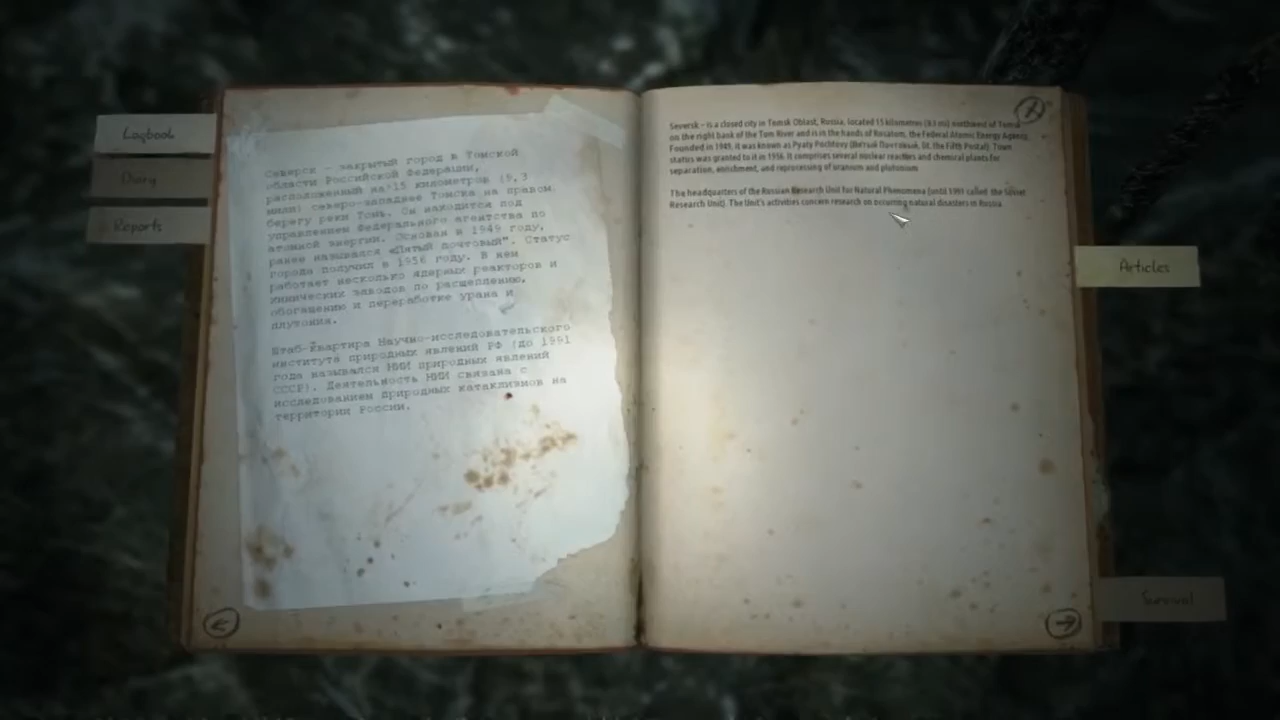 Logbook
Diary
Reports
Северск - закрытый город в Томской
области Российской Федерации,
расположенный на 15 километров (9,3
мили) северо-западнее Томска на правом
берегу реки Томь. Он находится под
управлением Федерального агентства по
атомной энергии. Основан в 1949 году,
ранее назывался «Пятый почтовый". Статус
города получил в 1956 году. В нем
работает несколько ядерных реакторов и
химических заводов по расщеплению,
обогащению и переработке урана и
плутония.
Штаб-квартира Научно-исследовательского
института природных явлений РФ (до 1991
года назывался НИИ природных явлений
СССР). Деятельность НИИ связана с
исследованием природных катаклизмов на
территории России.
Seversk - is a closed city in Tomsk Oblast, Russia, located 15 kilometres (9.3 mi) northwest of Tomsk
on the right bank of the Tom River and is in the hands of Rosatom, the Federal Atomic Energy Agency.
Founded in 1949, it was known as Pyaty Pochtovy (Пятый Почтовый, lit. the Fifth Postal). Town
status was granted to it in 1956. It comprises several nuclear reactors and chemical plants for
separation, enrichment, and reprocessing of uranium and plutonium.
The headquarters of the Russian Research Unit for Natural Phenomena (until 1991 called: the Soviet
Research Unit). The Unit's activities concern research on occurring natural disasters in Russia.
Articles
Survival